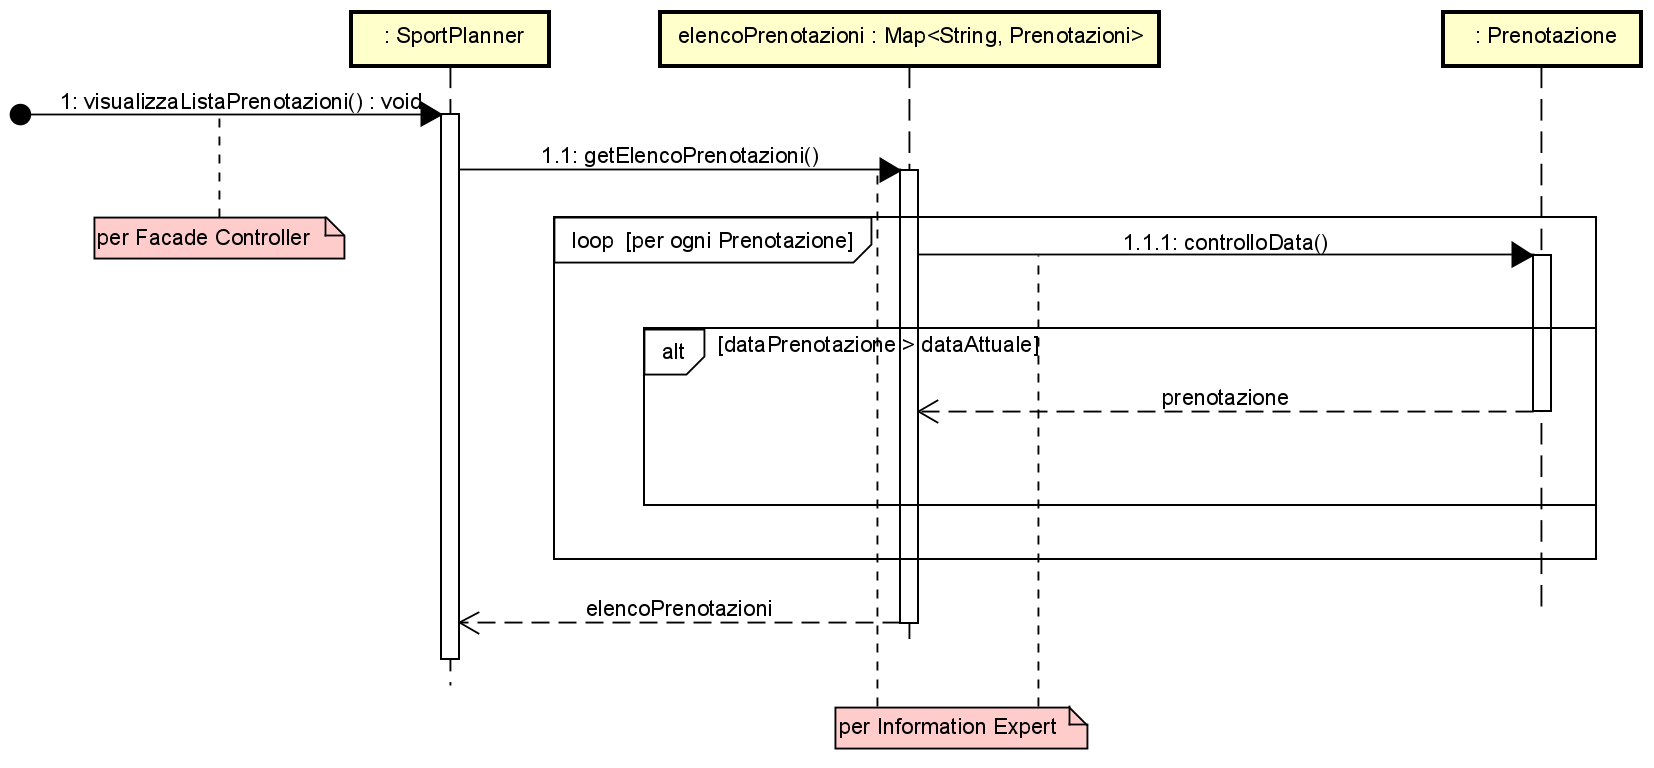 : SportPlanner
elencoPrenotazioni : Map<String, Prenotazioni>
: Prenotazione
1: visualizzaListaPrenotazioni() : void
1.1: getElencoPrenotazioni()
per Facade Controller
loop [per ogni Prenotazione]
1.1.1: controlloData()
alt
[dataPrenotazione > dataAttuale]
prenotazione
elencoPrenotazioni
per Information Expert